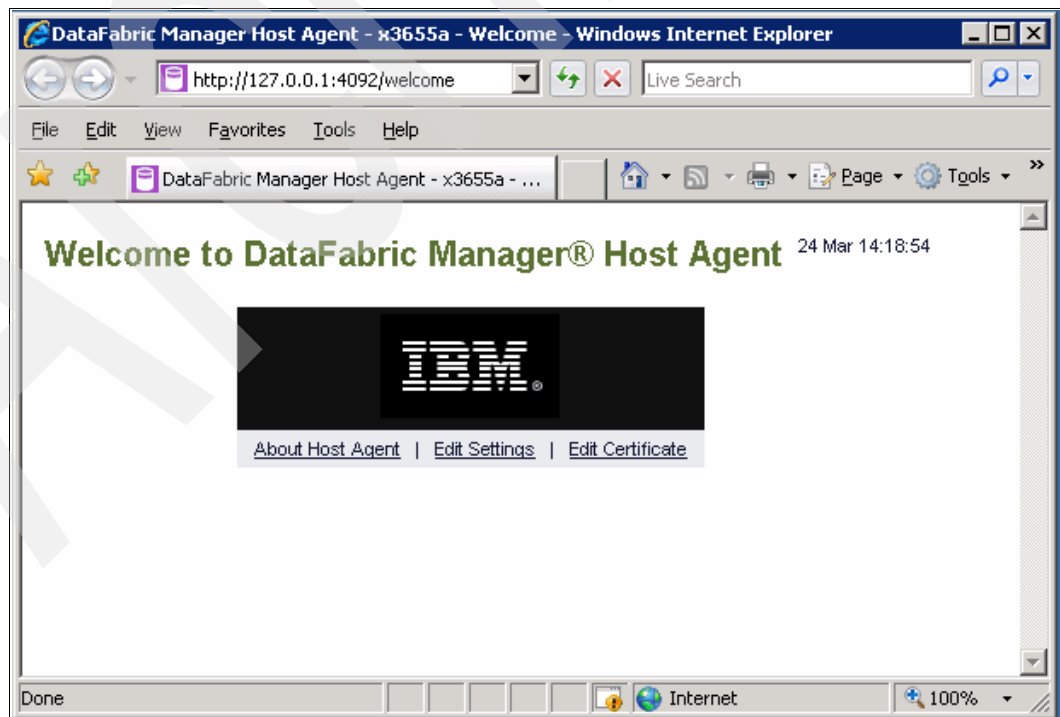 DataFabric Manager Host Agent - x3655a - Welcome - Windows Internet Explorer
http://127.0.0.1:4092/welcome Live Search
File Edit View Favorites Tools Help
DataFabric Manager Host Agent - x3655a - ... Page Tools »
Welcome to DataFabric Manager® Host Agent 24 Mar 14:18:54
IBM®
About Host Agent | Edit Settings | Edit Certificate
Done Internet 100%